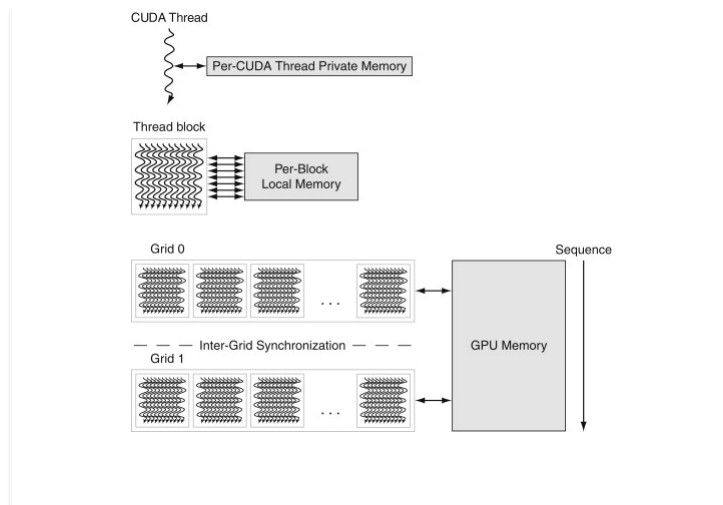 CUDA Thread
Per-CUDA Thread Private Memory
Thread block
Per-Block
Local Memory
Grid 0
Sequence
. . .
Inter-Grid Synchronization
GPU Memory
Grid 1
. . .